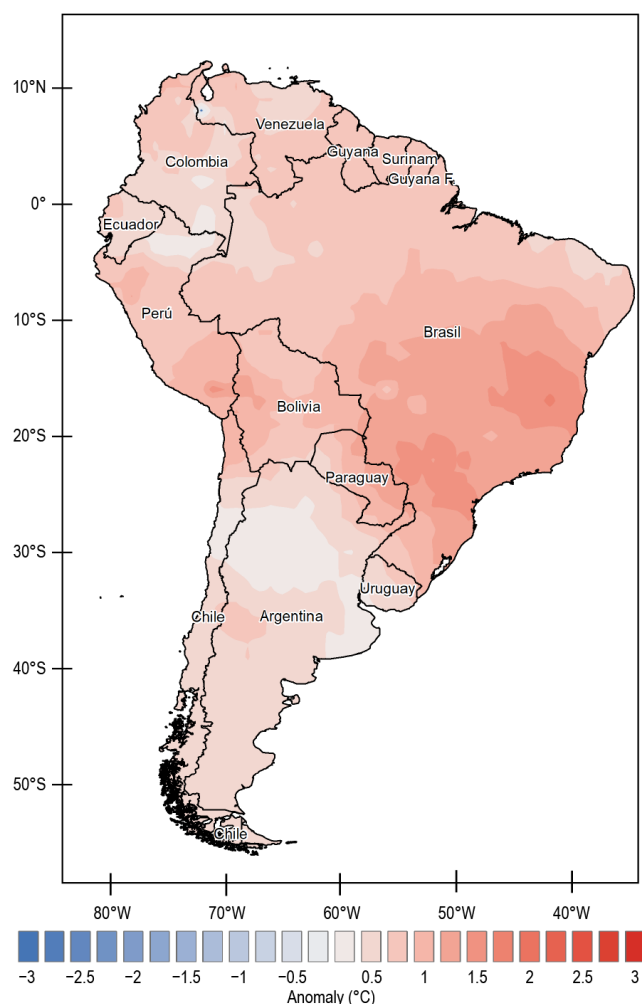 10°N
Venezuela
Guyana
Surinam
Colombia
Guyana F.
0°
Ecuador
Perú
10°S
Brasil
Bolivia
20°S
Paraguay
30°S
Uruguay
Chile
Argentina
40°S
50°S
Chile
80°W 70°W 60°W 50°W 40°W
−3 −2.5 −2 −1.5 −1 −0.5 0.5 1 1.5 2 2.5 3
Anomaly (°C)